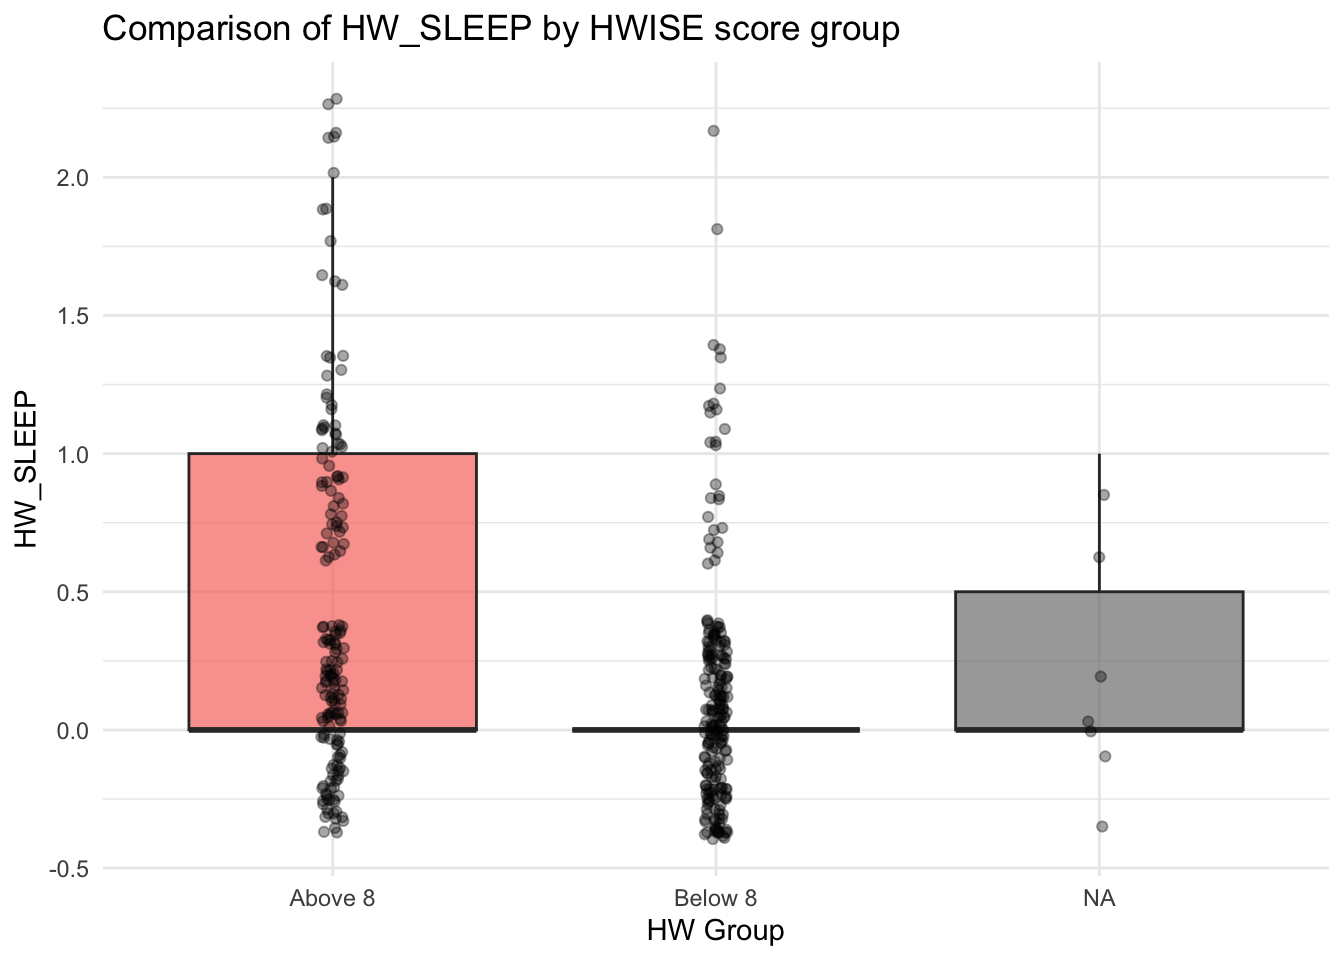 Comparison of HW_SLEEP by HWISE score group
2.0
1.5
1.0
0.5
0.0
-0.5
HW_SLEEP
Above 8
Below 8
NA
HW Group